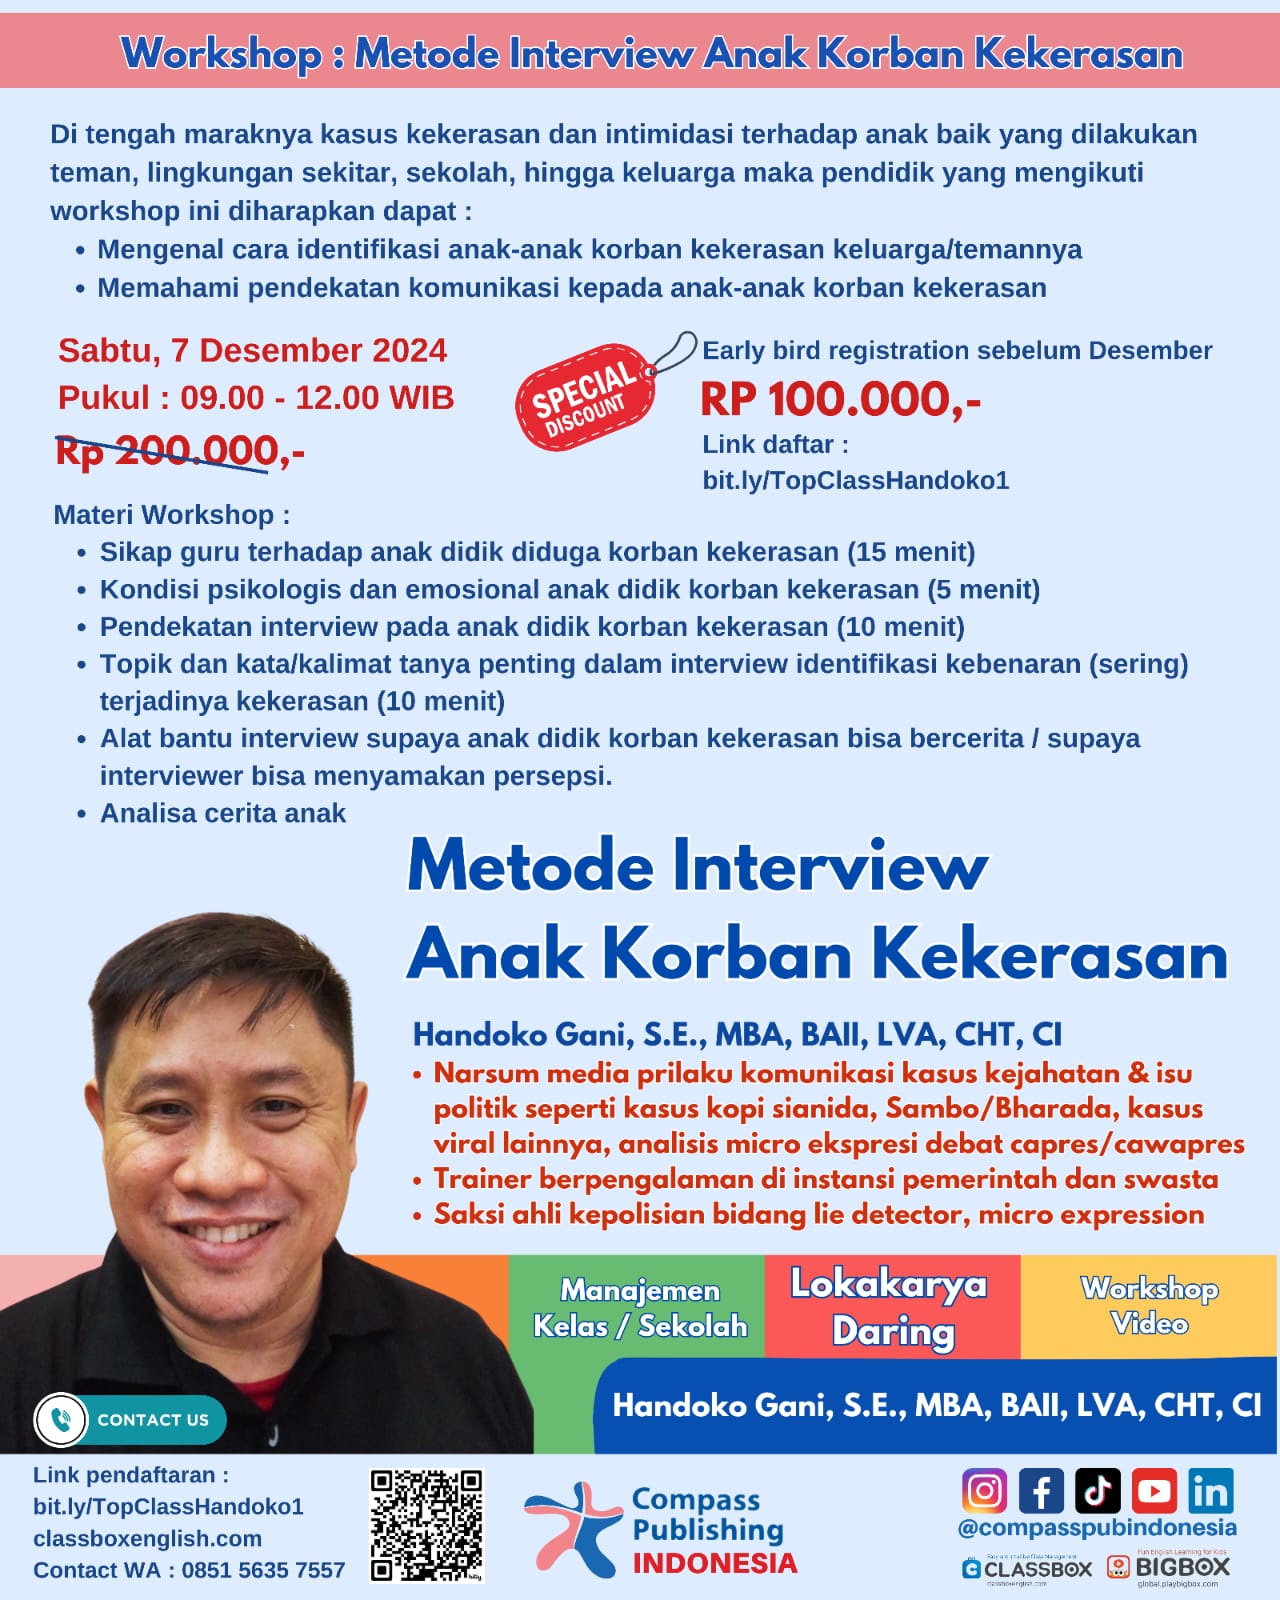 Workshop : Metode Interview Anak Korban Kekerasan
Di tengah maraknya kasus kekerasan dan intimidasi terhadap anak baik yang dilakukan
teman, lingkungan sekitar, sekolah, hingga keluarga maka pendidik yang mengikuti
workshop ini diharapkan dapat :
• Mengenal cara identifikasi anak-anak korban kekerasan keluarga/temannya
• Memahami pendekatan komunikasi kepada anak-anak korban kekerasan
Sabtu, 7 Desember 2024
Pukul : 09.00 - 12.00 WIB
Rp 200.000,-
SPECIAL
DISCOUNT
Early bird registration sebelum Desember
RP 100.000,-
Link daftar :
bit.ly/TopClassHandoko1
Materi Workshop :
• Sikap guru terhadap anak didik diduga korban kekerasan (15 menit)
• Kondisi psikologis dan emosional anak didik korban kekerasan (5 menit)
• Pendekatan interview pada anak didik korban kekerasan (10 menit)
• Topik dan kata/kalimat tanya penting dalam interview identifikasi kebenaran (sering)
terjadinya kekerasan (10 menit)
• Alat bantu interview supaya anak didik korban kekerasan bisa bercerita / supaya
interviewer bisa menyamakan persepsi.
• Analisa cerita anak
Metode Interview
Anak Korban Kekerasan
Handoko Gani, S.E., MBA, BAII, LVA, CHT, CI
• Narsum media prilaku komunikasi kasus kejahatan & isu
politik seperti kasus kopi sianida, Sambo/Bharada, kasus
viral lainnya, analisis micro ekspresi debat capres/cawapres
• Trainer berpengalaman di instansi pemerintah dan swasta
• Saksi ahli kepolisian bidang lie detector, micro expression
Manajemen
Kelas / Sekolah
Lokakarya
Daring
Workshop
Video
Handoko Gani, S.E., MBA, BAII, LVA, CHT, CI
CONTACT US
Link pendaftaran :
bit.ly/TopClassHandoko1
classboxenglish.com
Contact WA : 0851 5635 7557
Compass
Publishing
INDONESIA
@compasspubindonesia
CLASSBOX
classboxenglish.com
Fun English Learning for Kids
BIGBOX
global.playbigbox.com